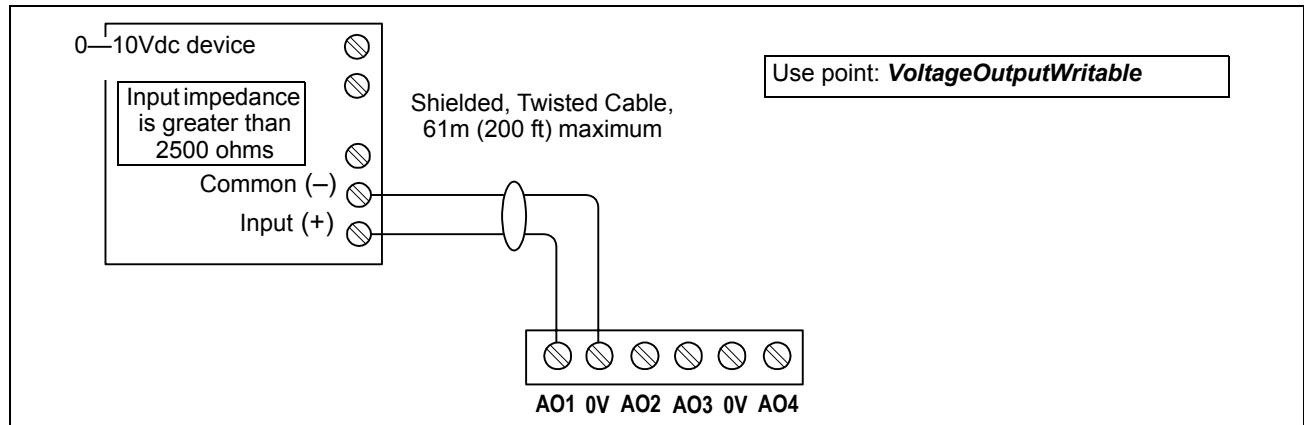 0—10Vdc device
Input impedance
is greater than
2500 ohms
Common (–)
Input (+)
Shielded, Twisted Cable,
61m (200 ft) maximum
Use point: VoltageOutputWritable
AO1 0V AO2 AO3 0V AO4